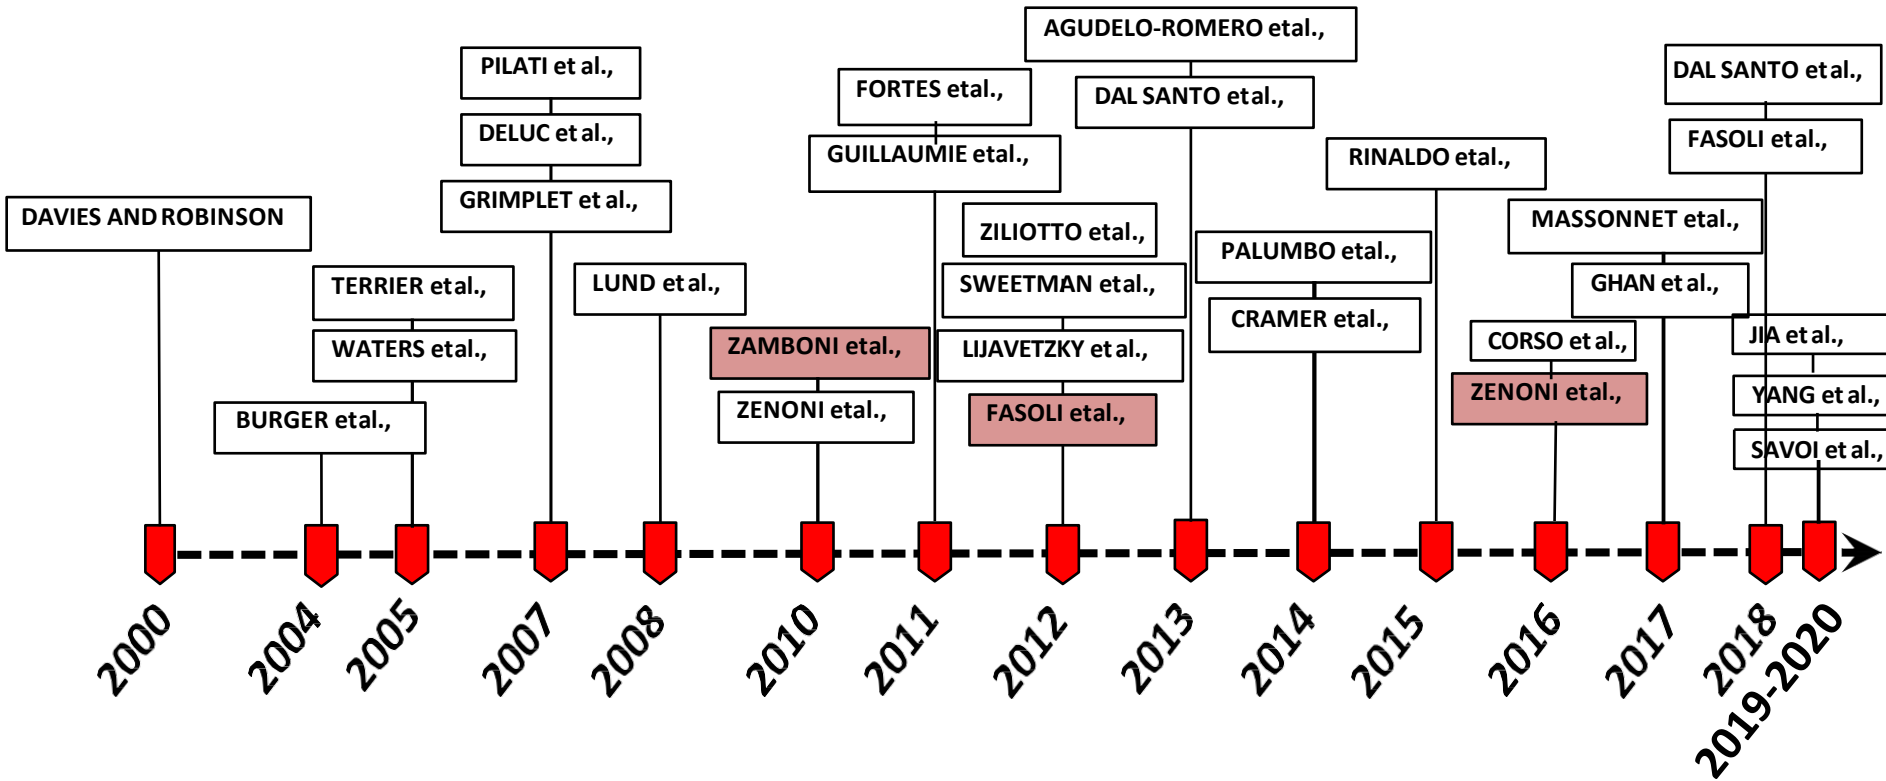 DAVIES AND ROBINSON
BURGER etal.,
TERRIER etal.,
WATERS etal.,
PILATI et al.,
DELUC et al.,
GRIMPLET et al.,
LUND et al.,
ZAMBONI etal.,
ZENONI etal.,
FORTES etal.,
GUILLAUMIE etal.,
ZILIOTTO etal.,
SWEETMAN etal.,
LIJAVETZKY etal.,
FASOLI etal.,
AGUDELO-ROMERO etal.,
DAL SANTO etal.,
PALUMBO etal.,
CRAMER etal.,
RINALDO etal.,
CORSO et al.,
ZENONI etal.,
MASSONNET etal.,
GHAN et al.,
DAL SANTO et al.,
FASOLI et al.,
JIA et al.,
YANG et al.,
SAVOI et al.,
2000
2004
2005
2007
2008
2010
2011
2012
2013
2014
2015
2016
2017
2018
2019-2020